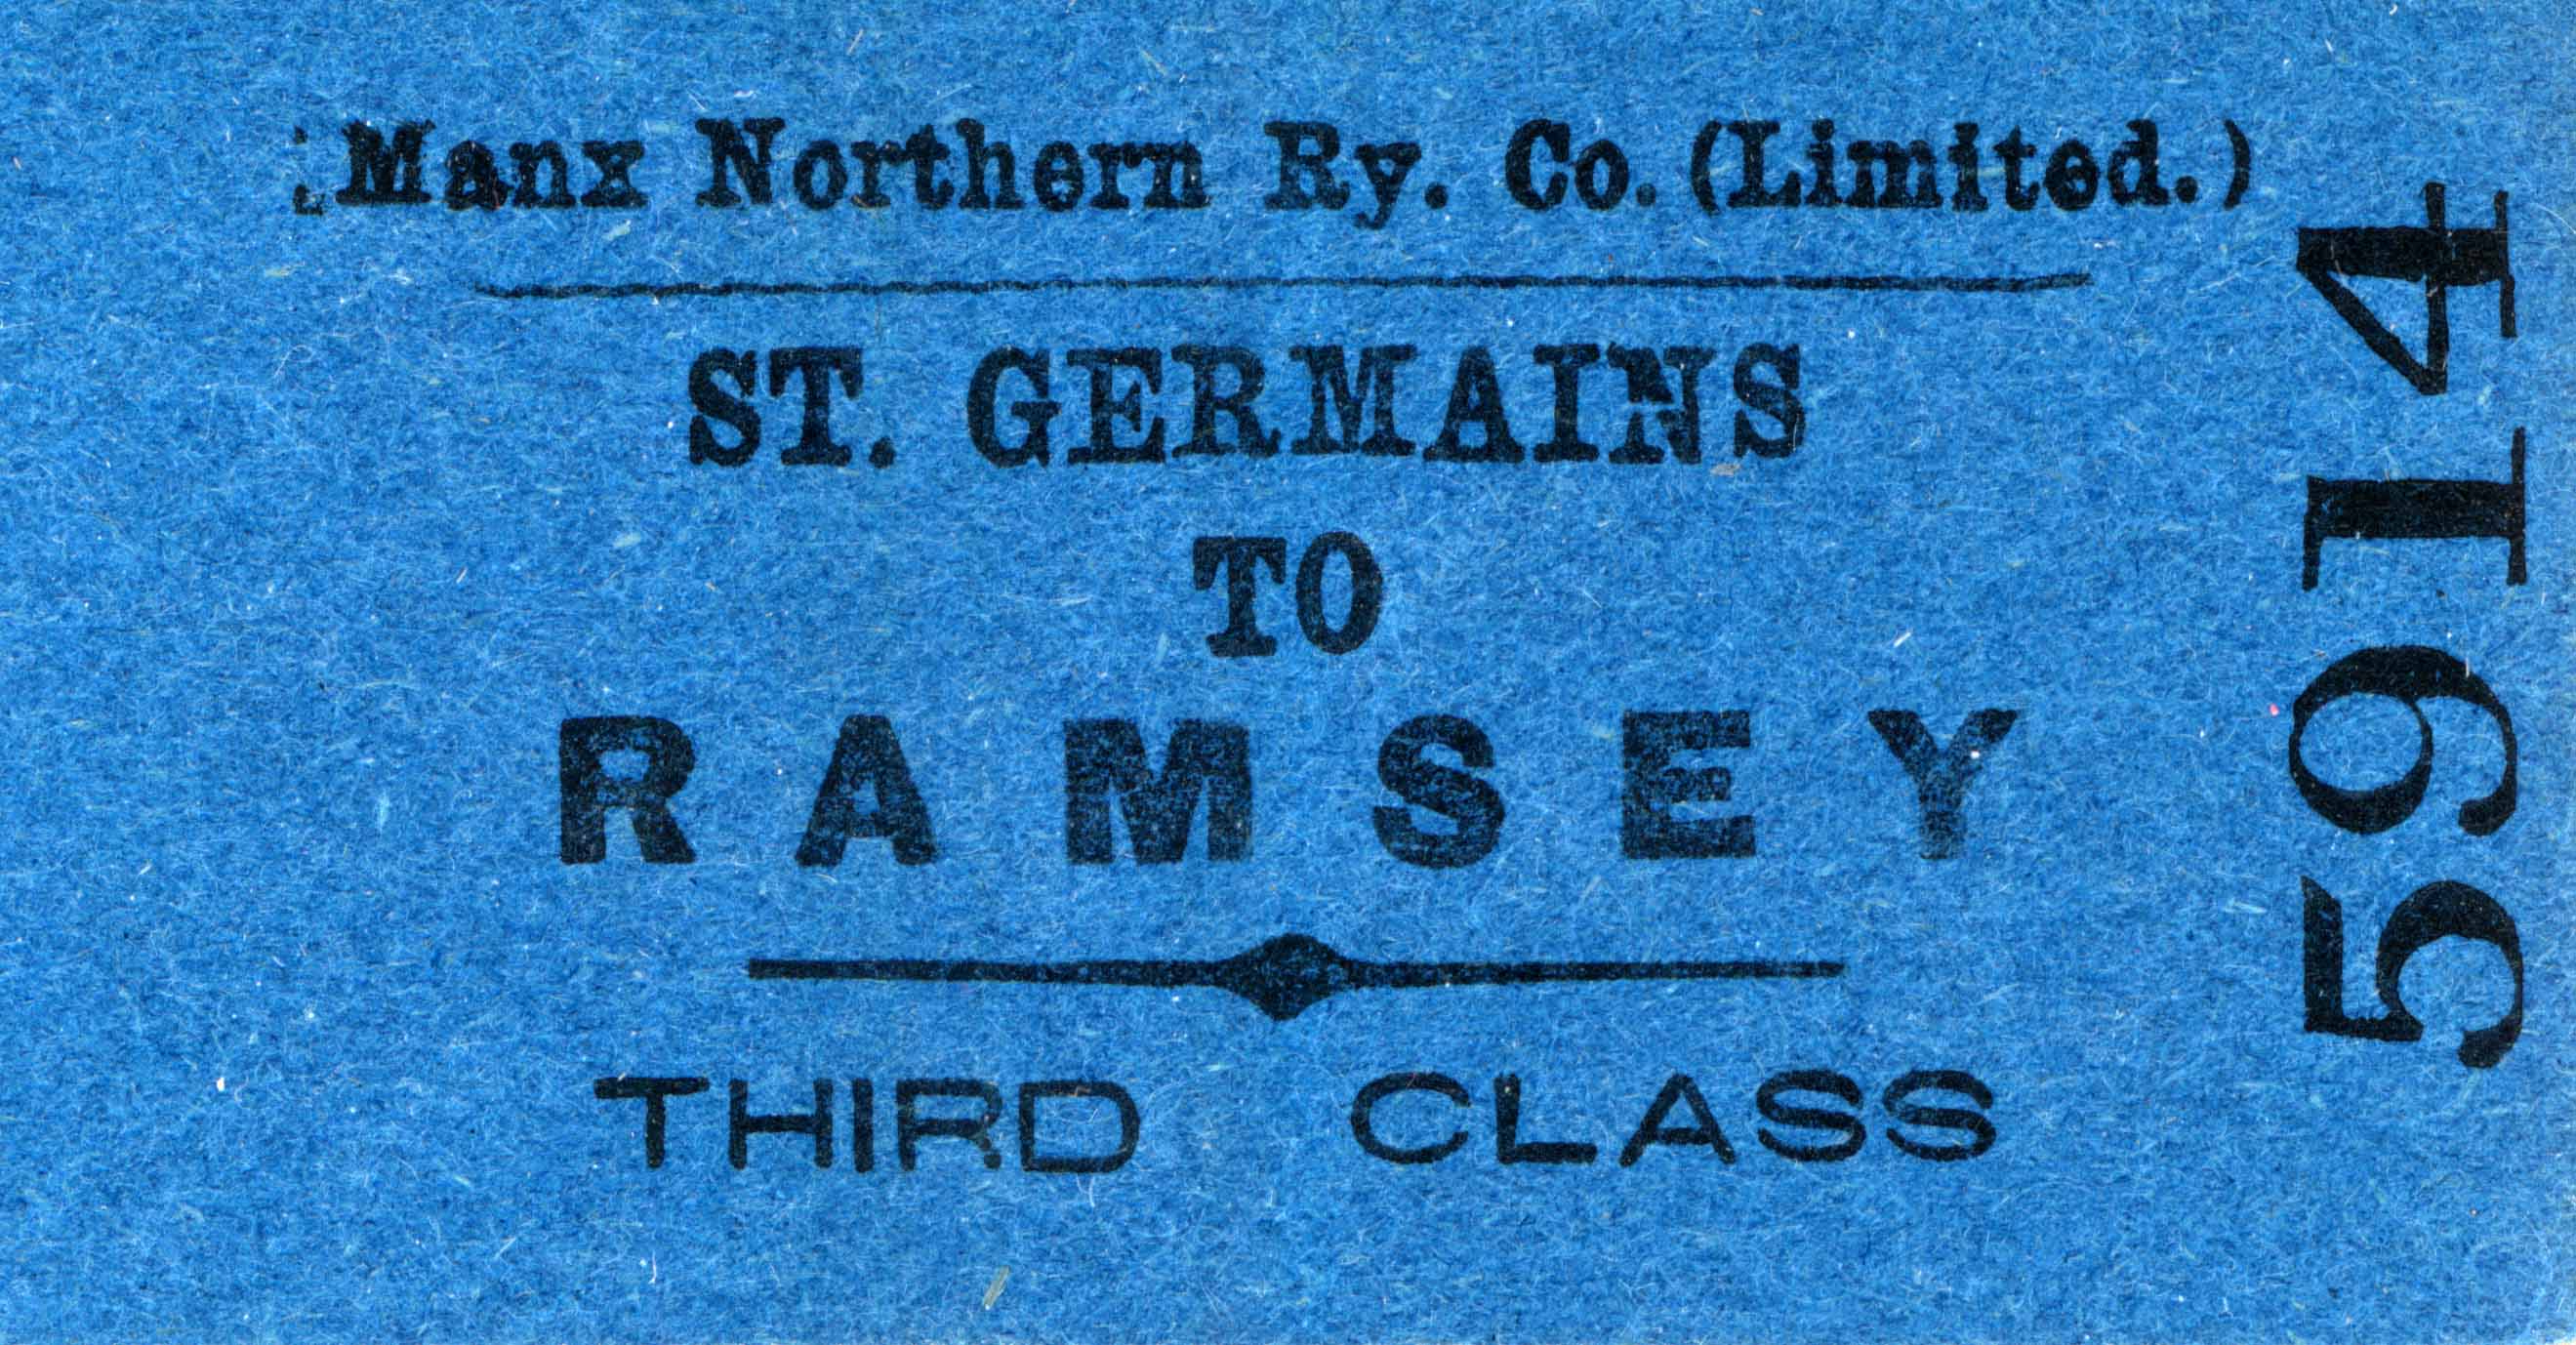 Manx Northern Ry. Co. (Limited.)
ST. GERMAINS
TO
RAMSEY
THIRD CLASS
5914